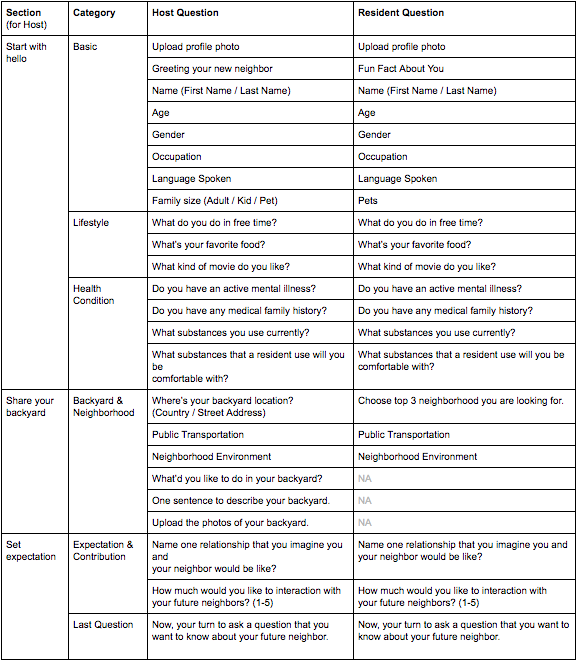 Section
(for Host)
Category
Host Question
Resident Question
Start with
hello
Basic
Upload profile photo
Upload profile photo
Greeting your new neighbor
Fun Fact About You
Name (First Name / Last Name)
Name (First Name / Last Name)
Age
Age
Gender
Gender
Occupation
Occupation
Language Spoken
Language Spoken
Family size (Adult / Kid / Pet)
Pets
Lifestyle
What do you do in free time?
What do you do in free time?
What's your favorite food?
What's your favorite food?
What kind of movie do you like?
What kind of movie do you like?
Health
Condition
Do you have an active mental illness?
Do you have an active mental illness?
Do you have any medical family history?
Do you have any medical family history?
What substances you use currently?
What substances you use currently?
What substances that a resident use will you
be
comfortable with?
What substances that a resident use will you be
comfortable with?
Share your
backyard
Backyard &
Neighborhood
Where's your backyard location?
(Country / Street Address)
Choose top 3 neighborhood you are looking for.
Public Transportation
Public Transportation
Neighborhood Environment
Neighborhood Environment
What'd you like to do in your backyard?
NA
One sentence to describe your backyard.
NA
Upload the photos of your backyard.
NA
Set
expectation
Expectation &
Contribution
Name one relationship that you imagine you
and
your neighbor would be like?
Name one relationship that you imagine you and
your neighbor would be like?
How much would you like to interaction with
your future neighbors? (1-5)
How much would you like to interaction with
your future neighbors? (1-5)
Last Question
Now, your turn to ask a question that you
want to know about your future neighbor.
Now, your turn to ask a question that you want to
know about your future neighbor.